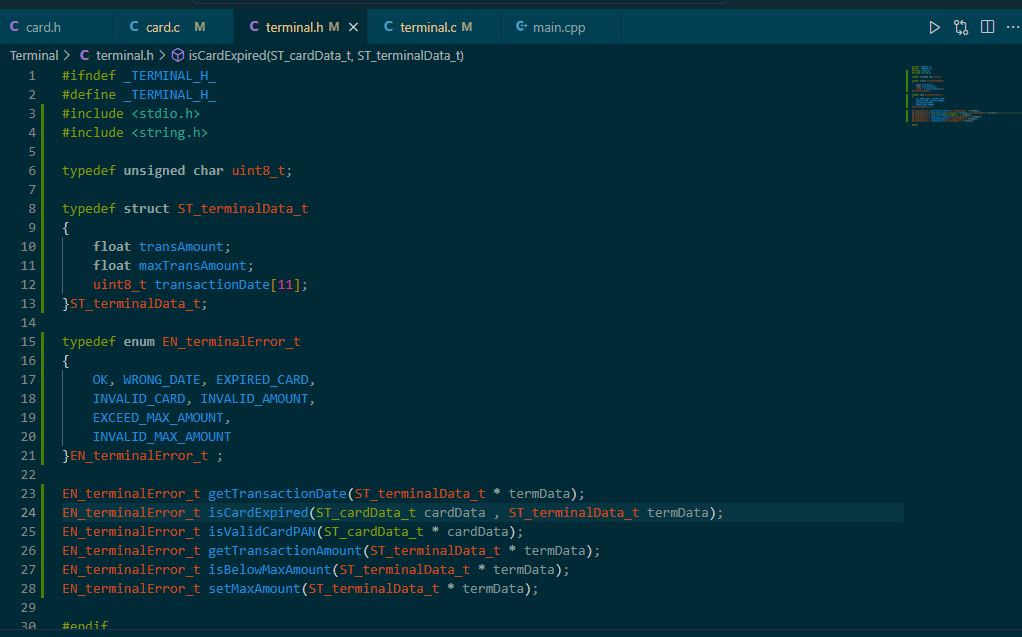 C card.h C card.c M C terminal.h M × C terminal.c M C+ main.cpp ...
Terminal > C terminal.h > isCardExpired(ST_cardData_t, ST_terminalData_t)
1 #ifndef _TERMINAL_H_
2 #define _TERMINAL_H_
3 #include <stdio.h>
4 #include <string.h>
5
6 typedef unsigned char uint8_t;
7
8 typedef struct ST_terminalData_t
9 {
10 float transAmount;
11 float maxTransAmount;
12 uint8_t transactionDate[11];
13 }ST_terminalData_t;
14
15 typedef enum EN_terminalError_t
16 {
17 OK, WRONG_DATE, EXPIRED_CARD,
18 INVALID_CARD, INVALID_AMOUNT,
19 EXCEED_MAX_AMOUNT,
20 INVALID_MAX_AMOUNT
21 }EN_terminalError_t ;
22
23 EN_terminalError_t getTransactionDate(ST_terminalData_t * termData);
24 EN_terminalError_t isCardExpired(ST_cardData_t cardData , ST_terminalData_t termData);
25 EN_terminalError_t isValidCardPAN(ST_cardData_t * cardData);
26 EN_terminalError_t getTransactionAmount(ST_terminalData_t * termData);
27 EN_terminalError_t isBelowMaxAmount(ST_terminalData_t * termData);
28 EN_terminalError_t setMaxAmount(ST_terminalData_t * termData);
29
30 #endif